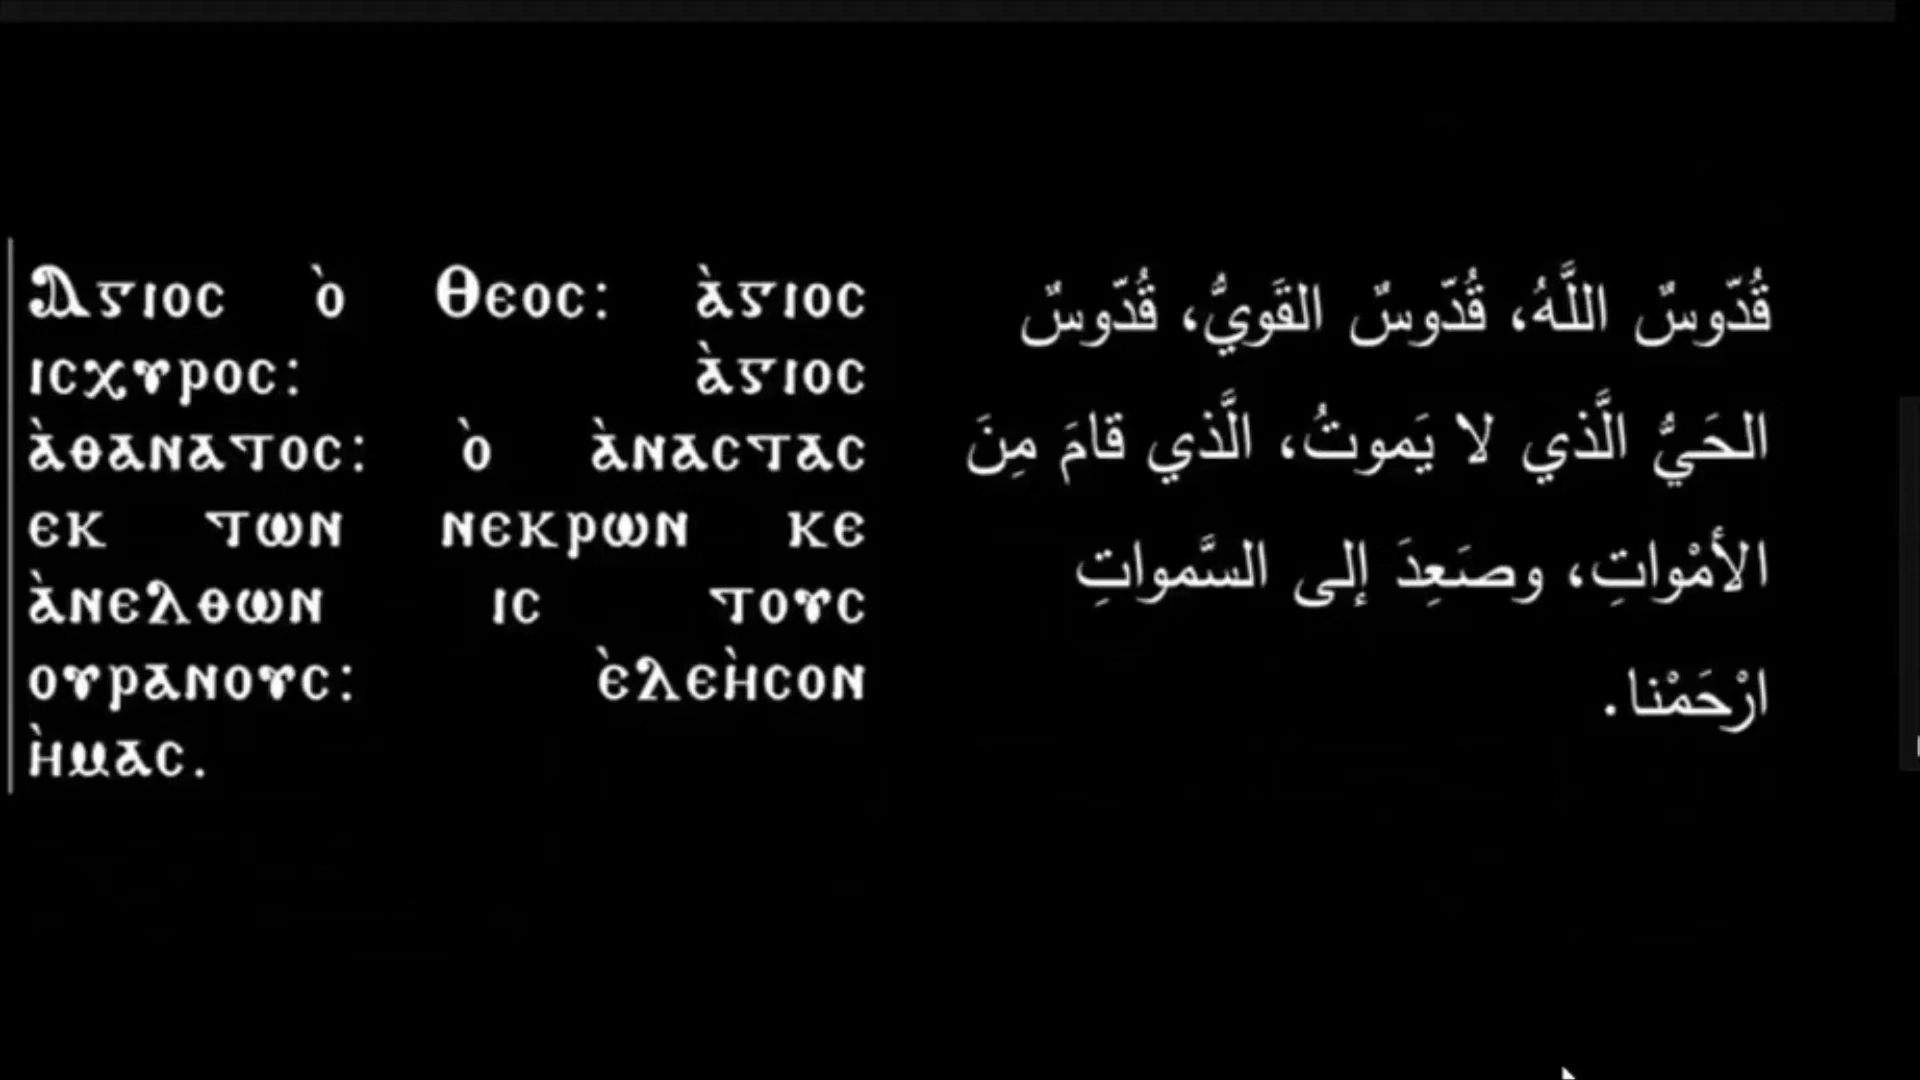 Ⲁⲅⲓⲟⲥ ⲟ̀ Ⲑⲉⲟⲥ: ⲁ̀ⲅⲓⲟⲥ
ⲓⲥⲭⲩⲣⲟⲥ: ⲁ̀ⲅⲓⲟⲥ
ⲁ̀ⲑⲁⲛⲁⲧⲟⲥ: ⲟ̀ ⲁ̀ⲛⲁⲥⲧⲁⲥ
ⲉⲕ ⲧⲱⲛ ⲛⲉⲕⲣⲱⲛ ⲕⲉ
ⲁ̀ⲛⲉⲗⲑⲱⲛ ⲓⲥ ⲧⲟⲩⲥ
ⲟⲩⲣⲁⲛⲟⲩⲥ: ⲉ̀ⲗⲉⲏ̀ⲥⲟⲛ
ⲏ̀ⲙⲁⲥ.
قُدّوسٌ اللَّهُ، قُدّوسٌ القَويُّ، قُدّوسٌ
الحَيُّ الَّذي لا يَموتُ، الَّذي قامَ مِنَ
الأمْواتِ، وصَعِدَ إلى السَّمواتِ
ارْحَمْنا.